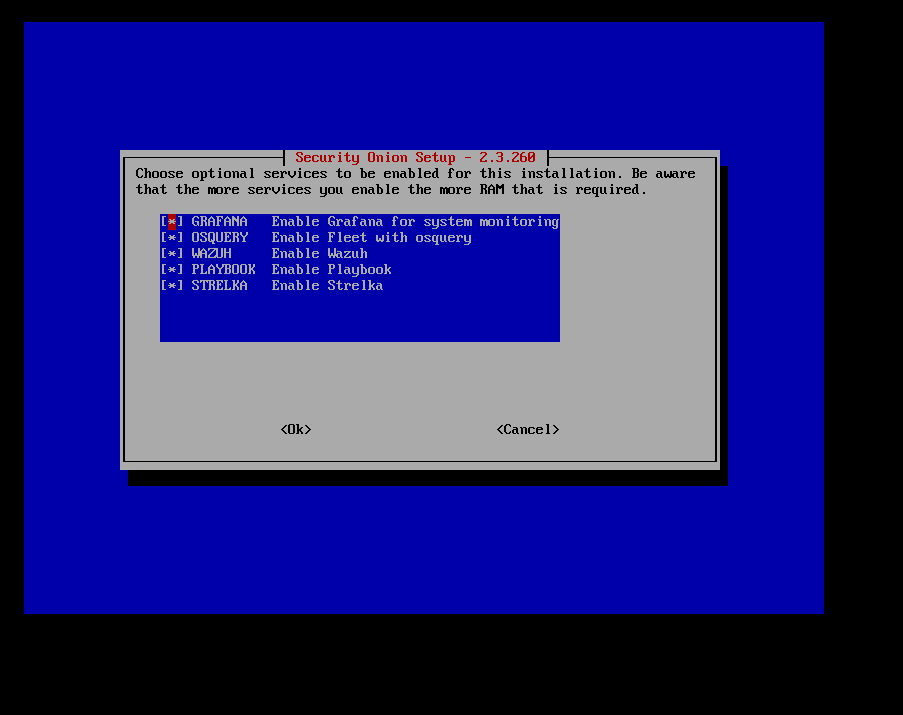 Security Onion Setup - 2.3.260
Choose optional services to be enabled for this installation. Be aware
that the more services you enable the more RAM that is required.
[*] GRAFANA   Enable Grafana for system monitoring
[*] OSQUERY   Enable Fleet with osquery
[*] WAZUH     Enable Wazuh
[*] PLAYBOOK  Enable Playbook
[*] STRELKA   Enable Strelka
<Ok>                       <Cancel>